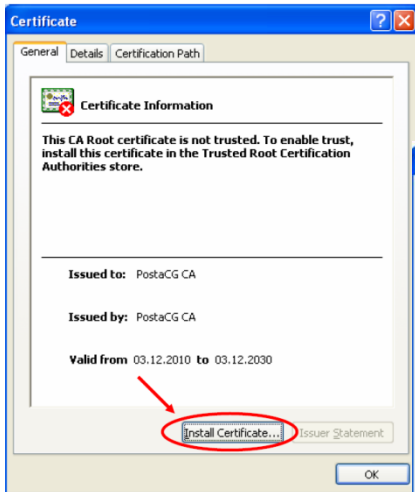 Certificate
General Details Certification Path
Certificate Information
This CA Root certificate is not trusted. To enable trust,
install this certificate in the Trusted Root Certification
Authorities store.
Issued to: PostaCG CA
Issued by: PostaCG CA
Valid from 03.12.2010 to 03.12.2030
Install Certificate... Issuer Statement
OK